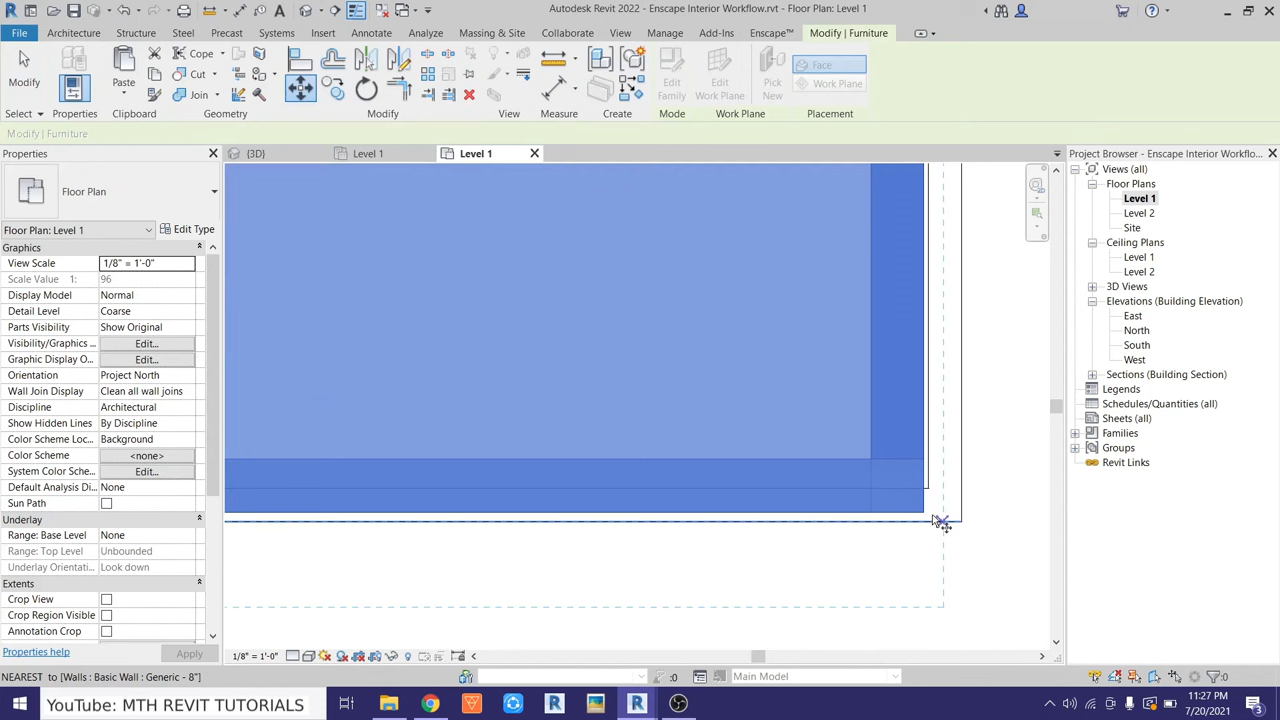 Autodesk Revit 2022 - Enscape Interior Workflow.rvt - Floor Plan: Level 1
File Architecture Structure Steel Precast Systems Insert Annotate Analyze Massing & Site Collaborate View Manage Add-Ins Enscape™ Modify | Furniture
Modify
Select
Properties
Paste
Clipboard
Cope
Cut
Join
Geometry
Modify
View
Measure
Create
Edit
Family
Mode
Edit
Work Plane
Work Plane
Pick
New
Face
Work Plane
Placement
Modify | Furniture
Properties
{3D}
Level 1
Level 1
Project Browser - Enscape Interior Workflo...
Floor Plan
Floor Plan: Level 1
Edit Type
Graphics
View Scale 1/8" = 1'-0"
Scale Value 1: 96
Display Model Normal
Detail Level Coarse
Parts Visibility Show Original
Visibility/Graphics ... Edit...
Graphic Display O... Edit...
Orientation Project North
Wall Join Display Clean all wall joins
Discipline Architectural
Show Hidden Lines By Discipline
Color Scheme Loc... Background
Color Scheme <none>
System Color Sche... Edit...
Default Analysis Di... None
Sun Path
Underlay
Range: Base Level None
Range: Top Level Unbounded
Underlay Orientati... Look down
Extents
Crop View
Crop Region Visible
Annotation Crop
Properties help
Apply
Views (all)
Floor Plans
Level 1
Level 2
Site
Ceiling Plans
Level 1
Level 2
3D Views
Elevations (Building Elevation)
East
North
South
West
Sections (Building Section)
Legends
Schedules/Quantities (all)
Sheets (all)
Families
Groups
Revit Links
1/8" = 1'-0"
NEAREST to [Walls : Basic Wall : Generic - 8"]
:0
Main Model
:0
YouTube: MTH REVIT TUTORIALS
11:27 PM
7/20/2021
3